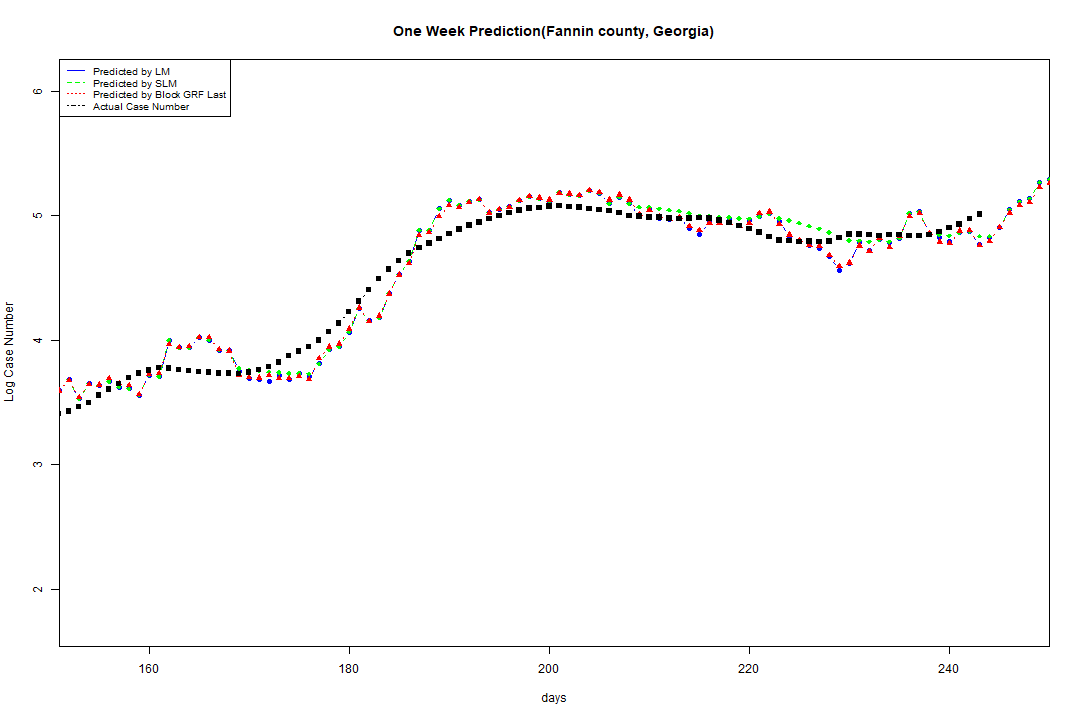 One Week Prediction(Fannin county, Georgia)
Predicted by LM
Predicted by SLM
Predicted by Block GRF Last
Actual Case Number
6
5
4
3
2
Log Case Number
160 180 200 220 240
days